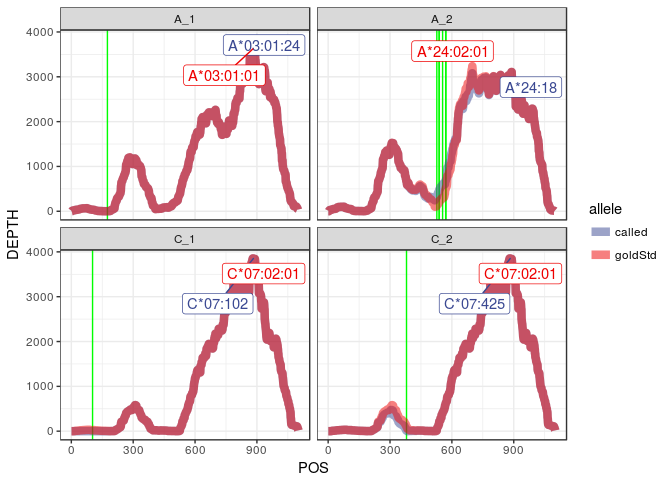 A_1 A_2
4000
3000
2000
1000
0
A*03:01:24
A*03:01:01
A*24:02:01
A*24:18
C_1 C_2
4000
3000
2000
1000
0
C*07:02:01
C*07:102
C*07:02:01
C*07:425
0 300 600 900 0 300 600 900
POS
DEPTH
allele
called
goldStd